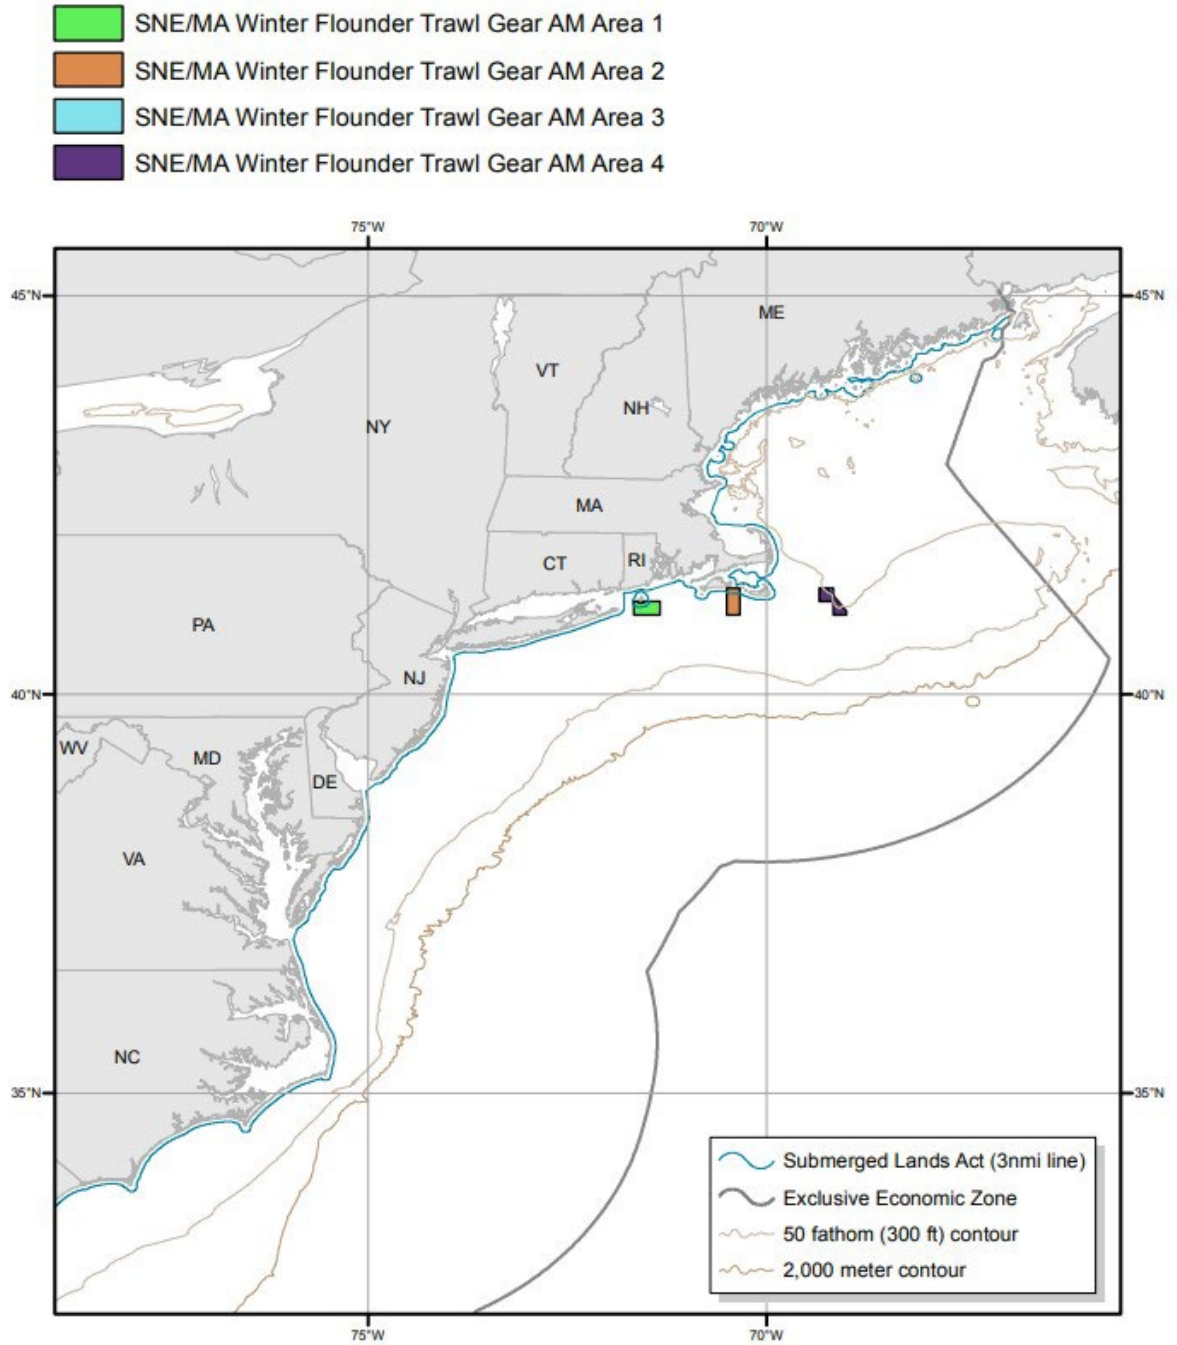 SNE/MA Winter Flounder Trawl Gear AM Area 1
SNE/MA Winter Flounder Trawl Gear AM Area 2
SNE/MA Winter Flounder Trawl Gear AM Area 3
SNE/MA Winter Flounder Trawl Gear AM Area 4
75°W
70°W
45°N
45°N
ME
VT
NH
NY
MA
CT
RI
PA
NJ
40°N
40°N
WV
MD
DE
VA
NC
35°N
35°N
Submerged Lands Act (3nmi line)
Exclusive Economic Zone
50 fathom (300 ft) contour
2,000 meter contour
75°W
70°W